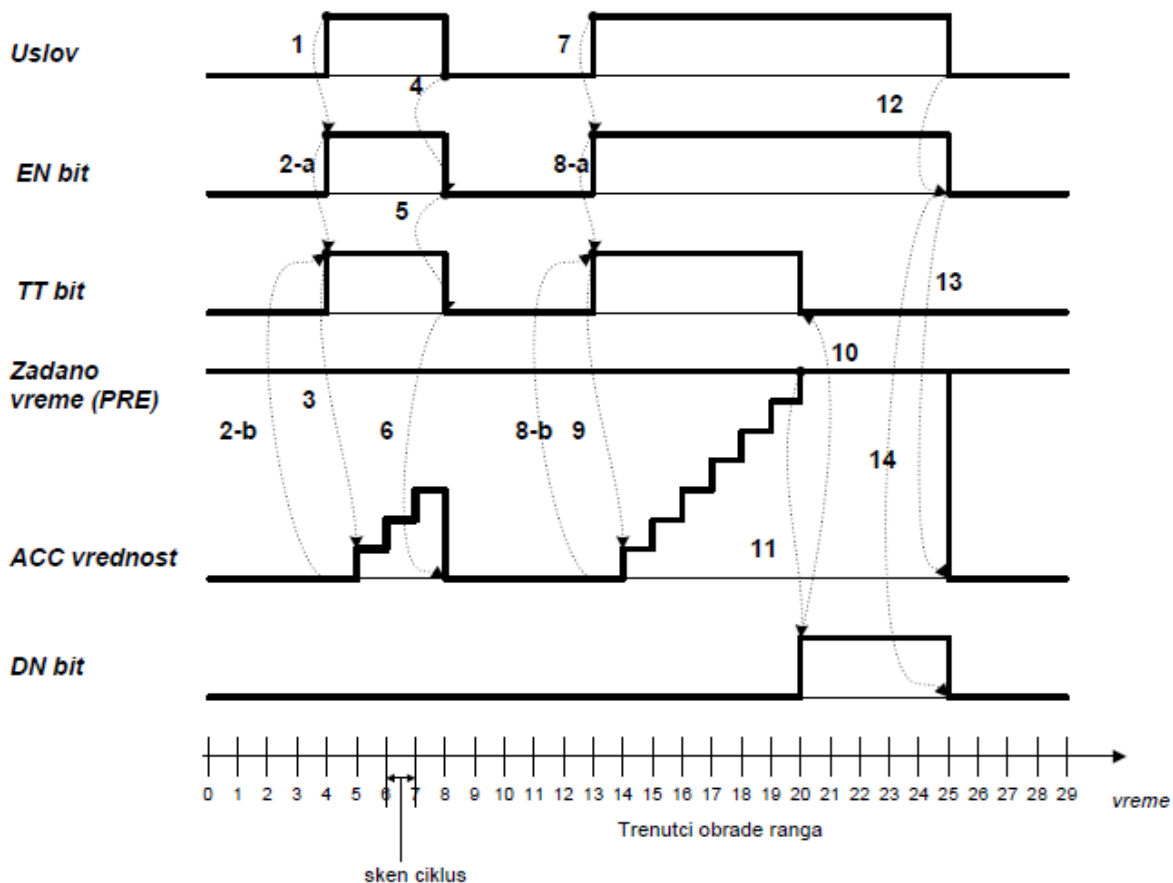 1
7
Uslov
4
12
2-a
8-a
EN bit
5
TT bit
13
10
Zadano
vreme (PRE)
3
2-b
6
8-b
9
14
11
ACC vrednost
DN bit
0 1 2 3 4 5 6 7 8 9 10 11 12 13 14 15 16 17 18 19 20 21 22 23 24 25 26 27 28 29
vreme
Trenutci obrade ranga
sken ciklus